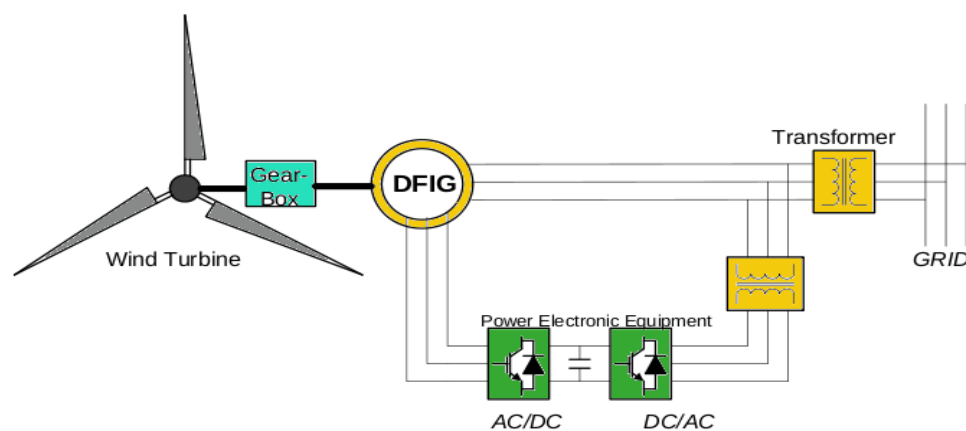 Transformer
Gear-
Box
DFIG
Wind Turbine
GRID
Power Electronic Equipment
AC/DC
DC/AC